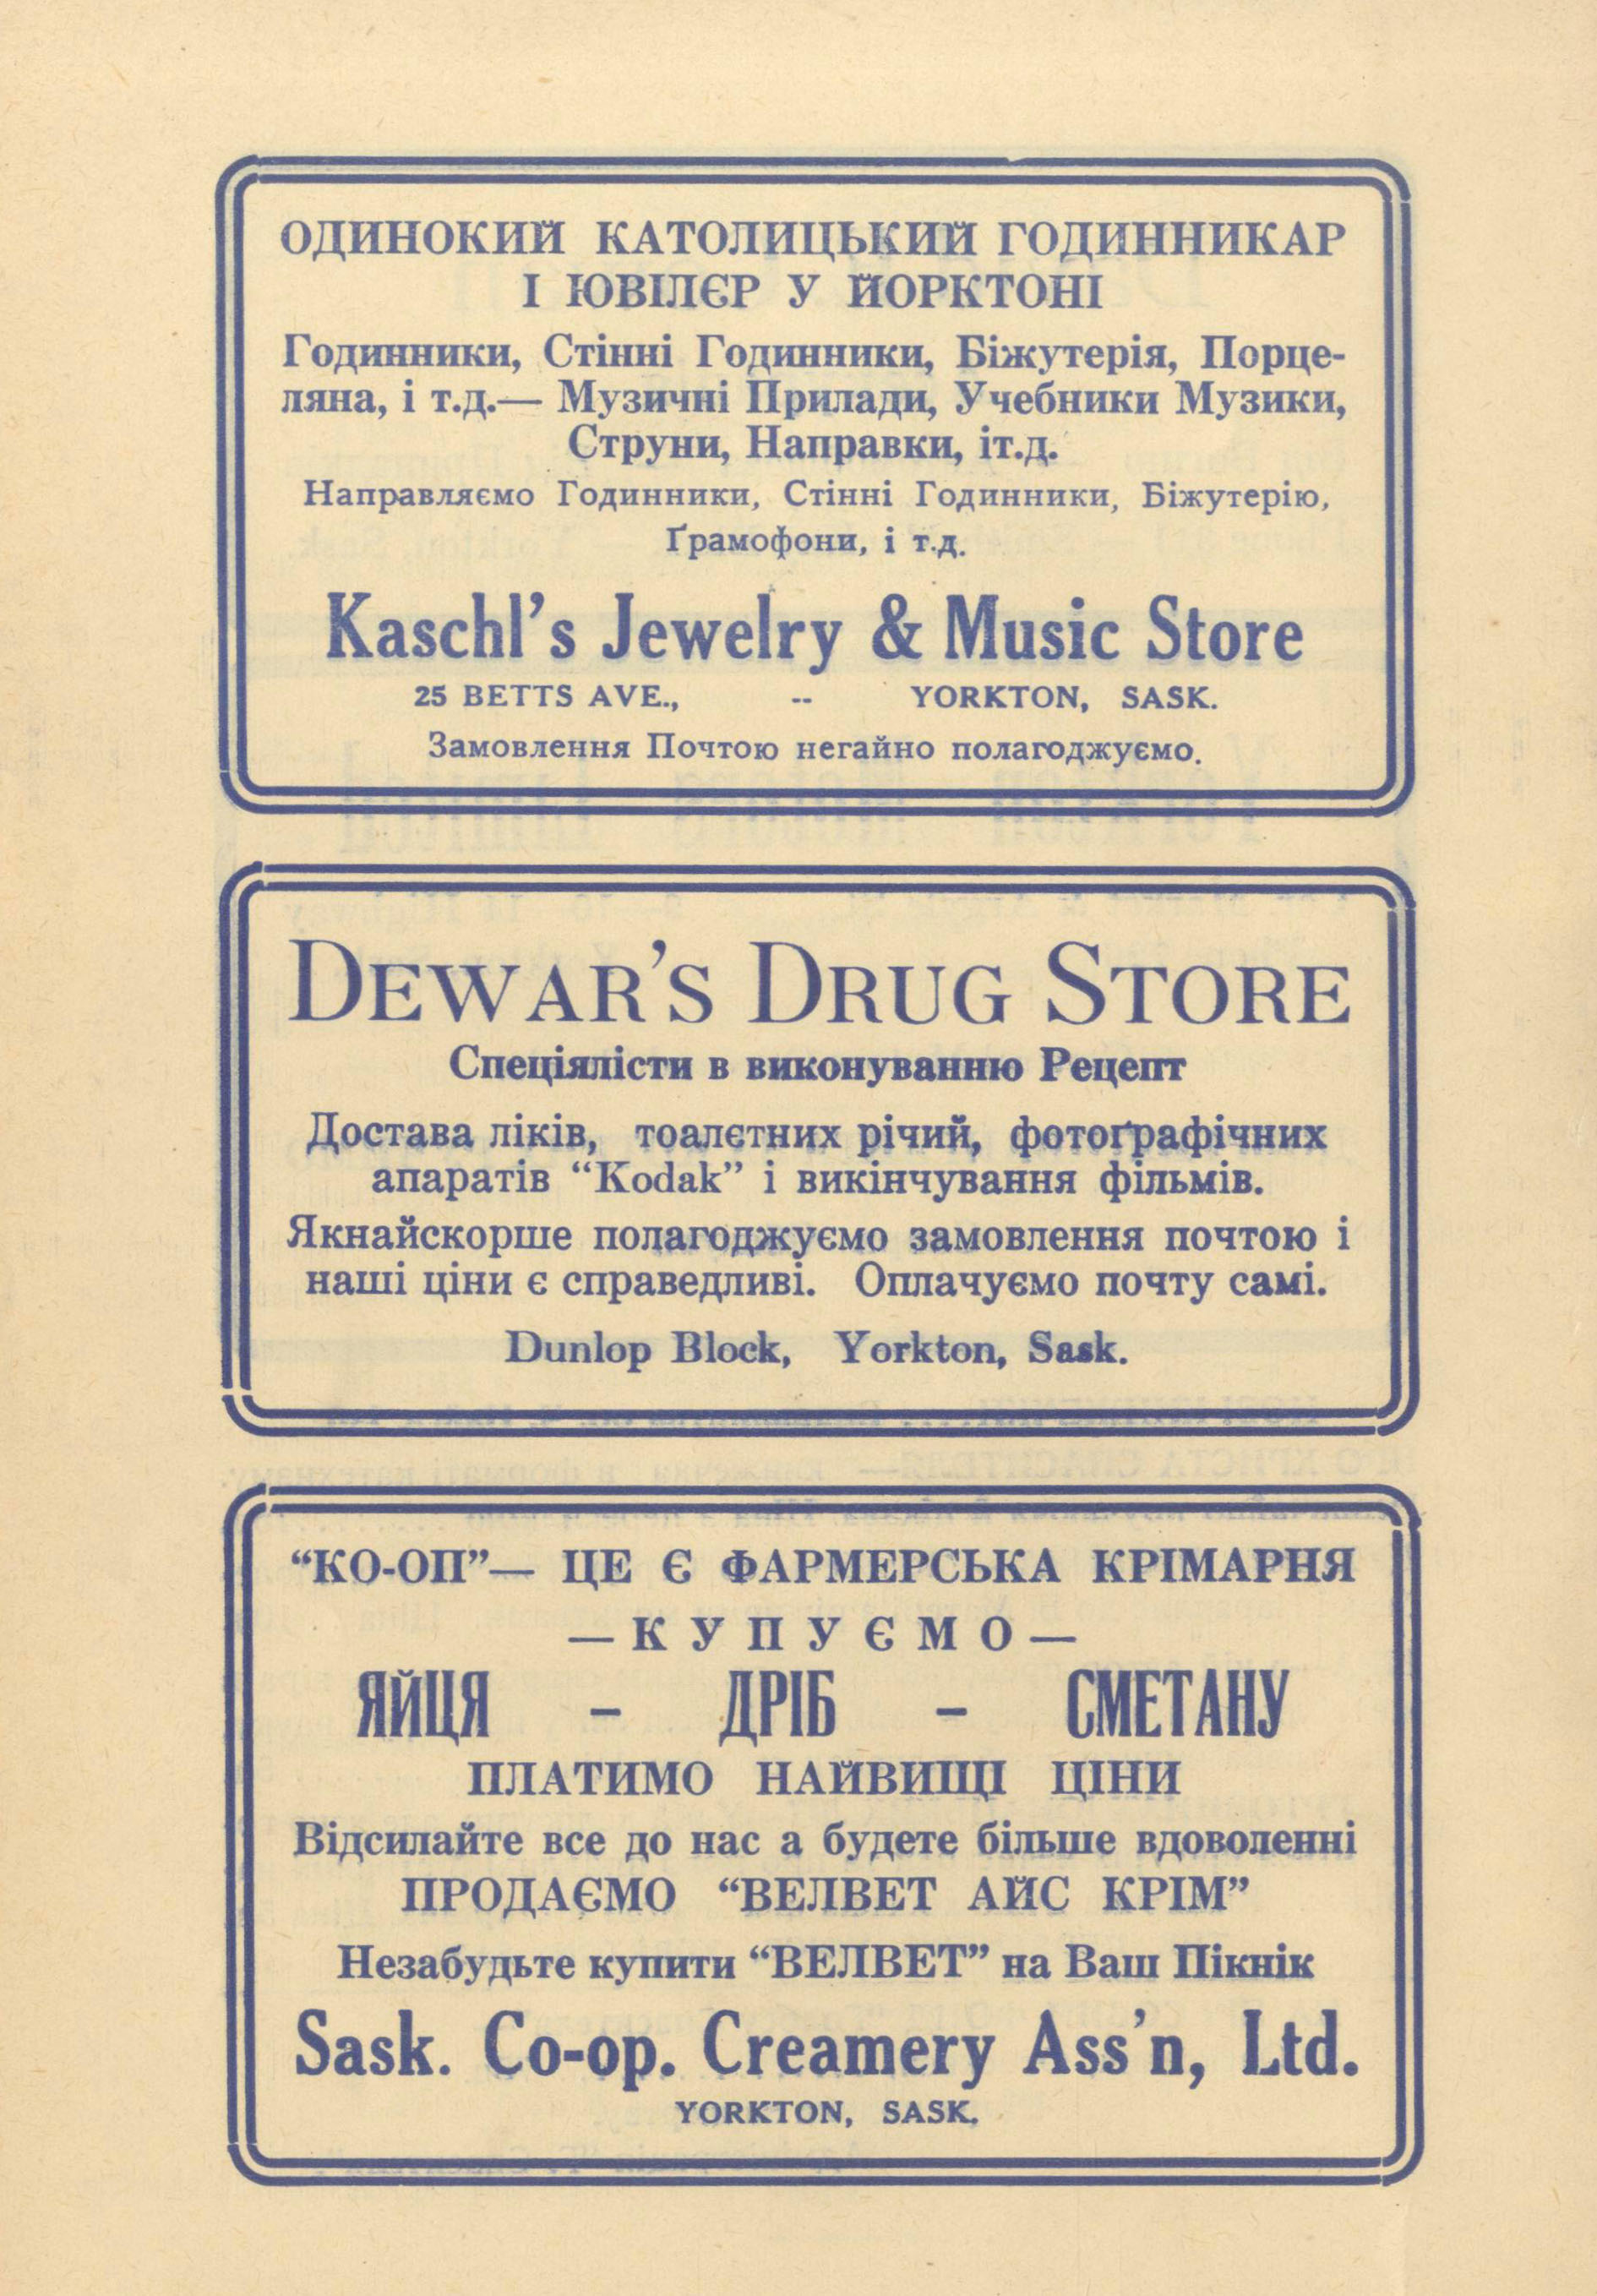 ОДИНОКИЙ КАТОЛИЦЬКИЙ ГОДИННИКАР
І ЮВІЛЄР У ЙОРКТОНІ
Годинники, Стінні Годинники, Біжутерія, Порце-
ляна, і т.д.— Музичні Прилади, Учебники Музики,
Струни, Направки, іт.д.
Направляємо Годинники, Стінні Годинники, Біжутерію,
Ґрамофони, і т.д.
Kaschl's Jewelry & Music Store
25 BETTS AVE., -- YORKTON, SASK.
Замовлення Почтою негайно полагоджуємо.
DEWAR'S DRUG STORE
Спеціялісти в виконуванню Рецепт
Достава ліків, тоалєтних річий, фотоґрафічних
апаратів “Kodak” і викінчування фільмів.
Якнайскорше полагоджуємо замовлення почтою і
наші ціни є справедливі. Оплачуємо почту самі.
Dunlop Block, Yorkton, Sask.
“КО-ОП”— ЦЕ Є ФАРМЕРСЬКА КРІМАРНЯ
— К У П У Є М О —
ЯЙЦЯ - ДРІБ - СМЕТАНУ
ПЛАТИМО НАЙВИЩІ ЦІНИ
Відсилайте все до нас а будете більше вдоволенні
ПРОДАЄМО “ВЕЛВЕТ АЙС КРІМ”
Незабудьте купити “ВЕЛВЕТ” на Ваш Пікнік
Sask. Co-op. Creamery Ass'n, Ltd.
YORKTON, SASK.